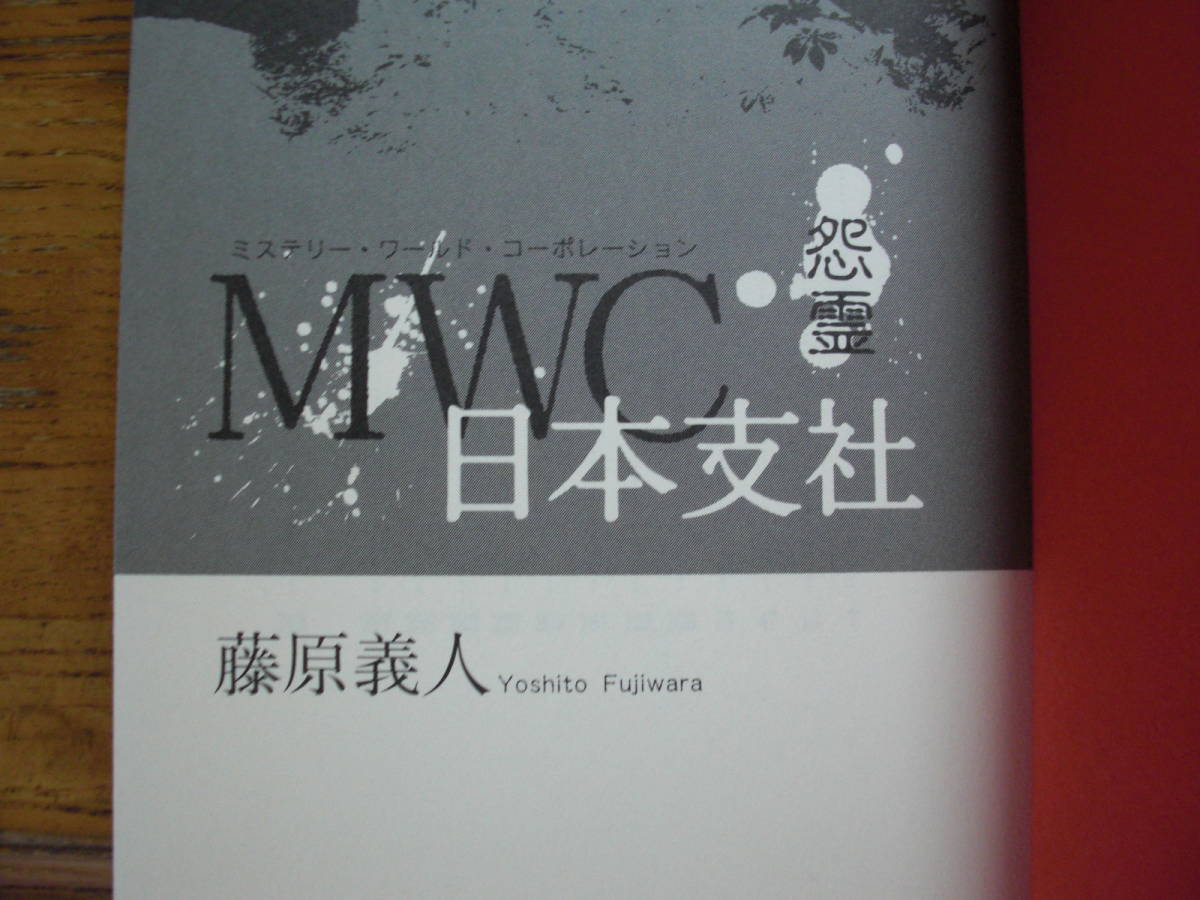 ミステリー・ワールド・コーポレーション
MWC
怨霊
日本支社
藤原義人 Yoshito Fujiwara